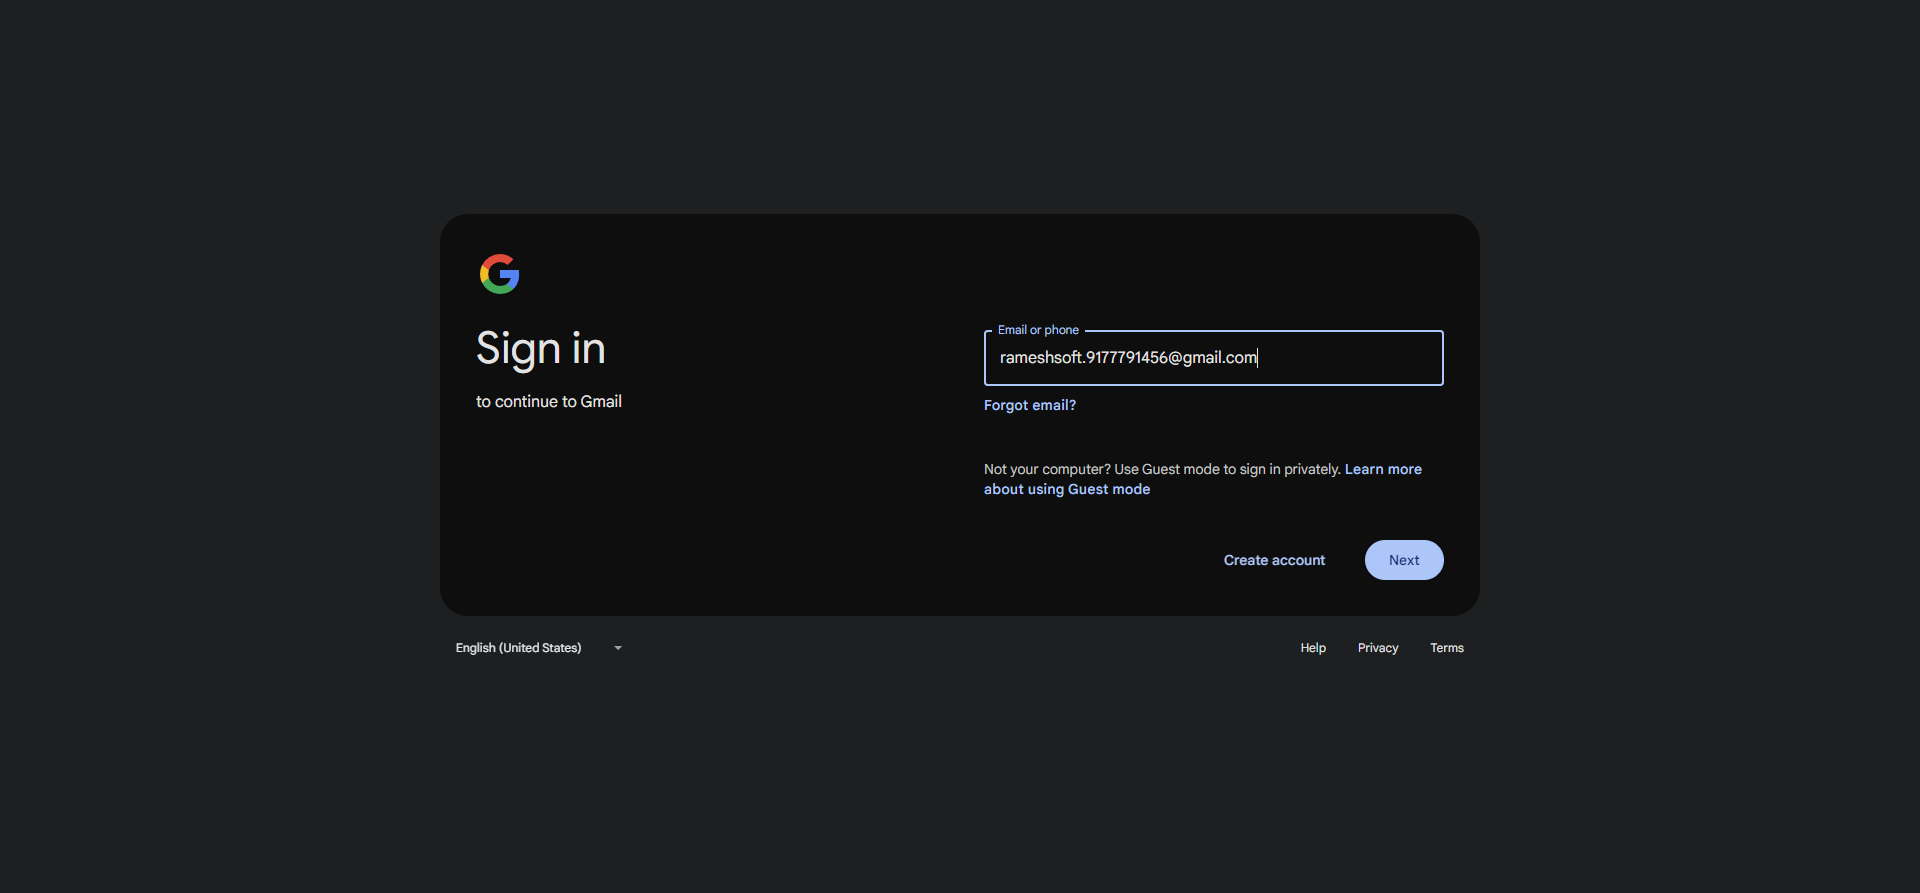 Sign in
to continue to Gmail
Email or phone
rameshsoft.9177791456@gmail.com
Forgot email?
Not your computer? Use Guest mode to sign in privately. Learn more
about using Guest mode
Create account
Next
English (United States)
Help
Privacy
Terms